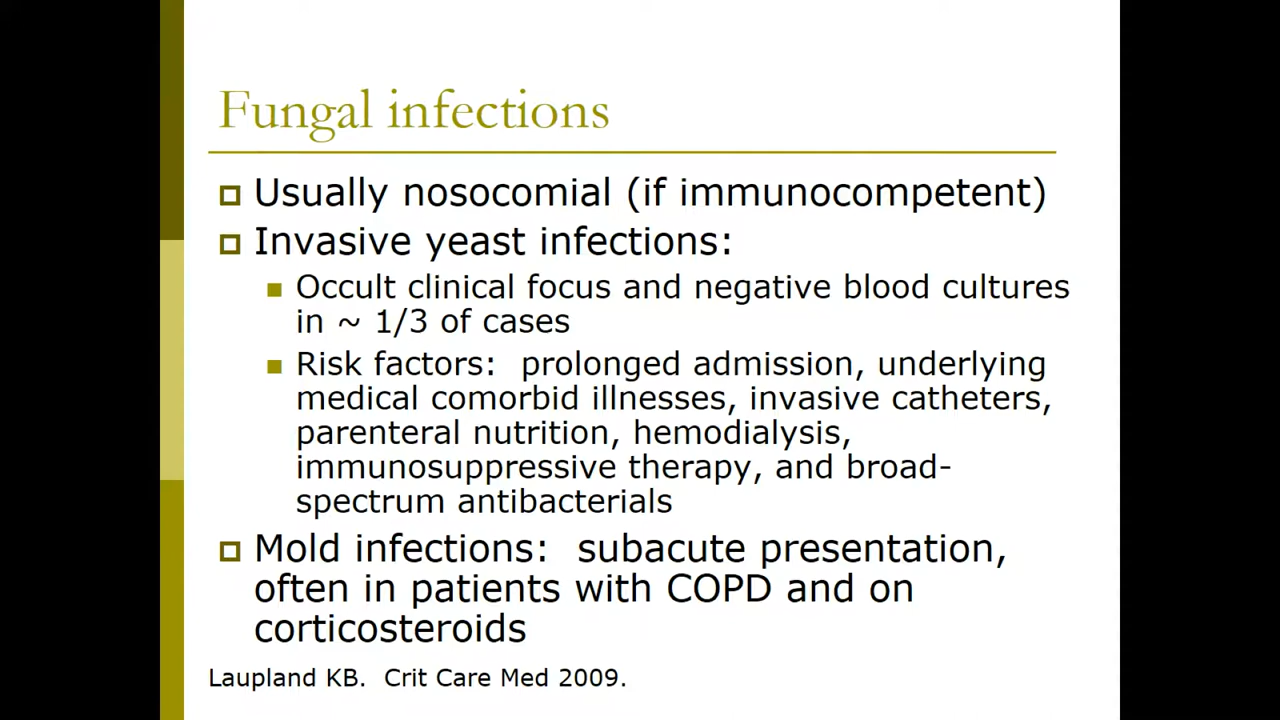 Fungal infections
Usually nosocomial (if immunocompetent)
Invasive yeast infections:
Occult clinical focus and negative blood cultures
in ~ 1/3 of cases
Risk factors:  prolonged admission, underlying
medical comorbid illnesses, invasive catheters,
parenteral nutrition, hemodialysis,
immunosuppressive therapy, and broad-
spectrum antibacterials
Mold infections:  subacute presentation,
often in patients with COPD and on
corticosteroids
Laupland KB.  Crit Care Med 2009.